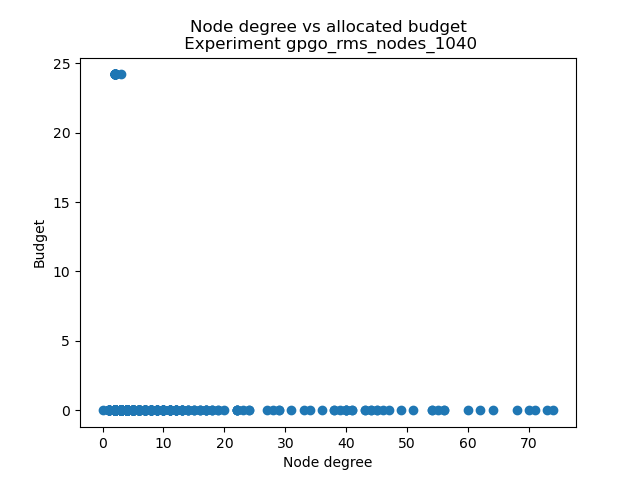 Node degree vs allocated budget
Experiment gpgo_rms_nodes_1040
25
20
15
10
5
0
Budget
0 10 20 30 40 50 60 70
Node degree